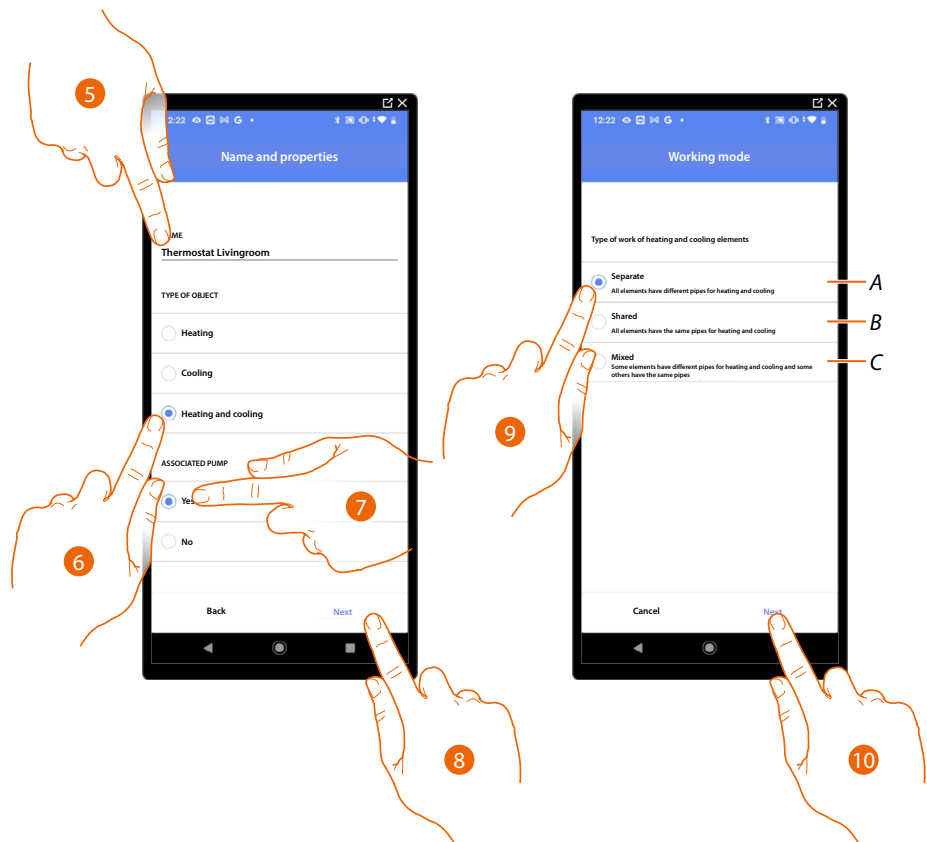 5
2:22 G
Name and properties
ME
Thermostat Livingroom
TYPE OF OBJECT
Heating
Cooling
Heating and cooling
ASSOCIATED PUMP
Yes
7
No
6
Back Next
8
12:22 G
Working mode
Type of work of heating and cooling elements
Separate
All elements have different pipes for heating and cooling
A
Shared
All elements have the same pipes for heating and cooling
B
Mixed
Some elements have different pipes for heating and cooling and some
others have the same pipes
C
9
Cancel Next
10